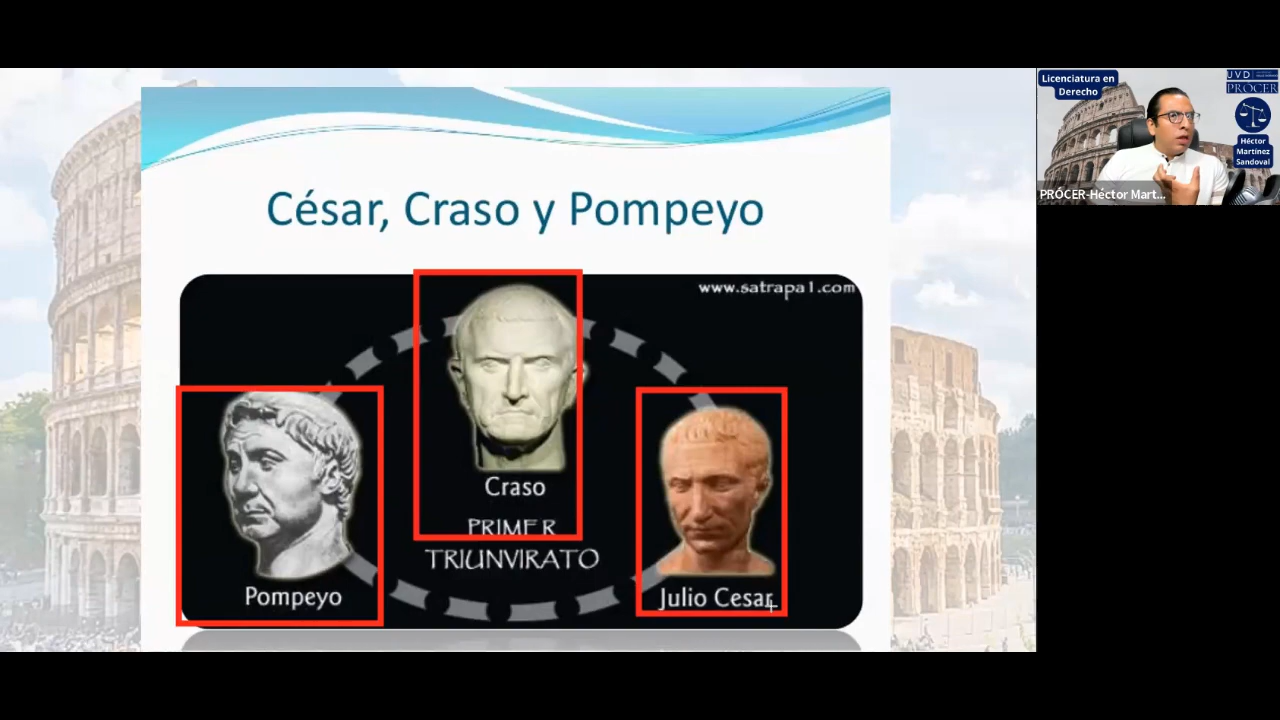 César, Craso y Pompeyo
www.satrapa1.com
Craso
PRIMER
TRIUNVIRATO
Pompeyo
Julio Cesar
Licenciatura en
Derecho
UVD
PRÓCER
Héctor
Martínez
Sandoval
PRÓCER-Héctor Mart...